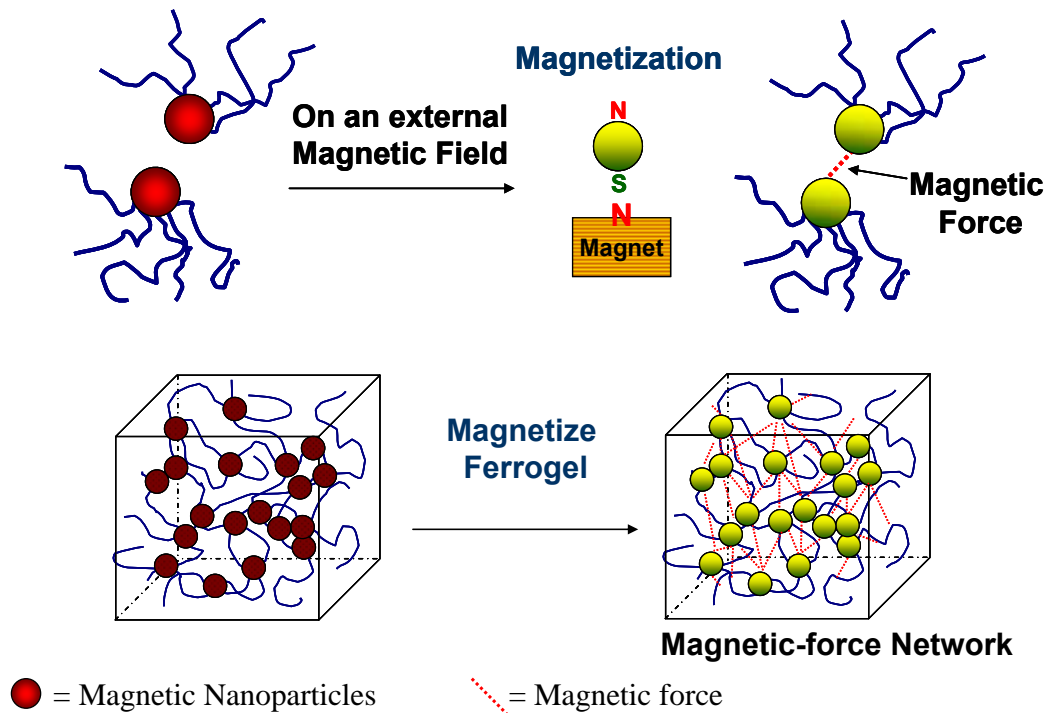 Magnetization
On an external
Magnetic Field
N
S
N
Magnet
Magnetic
Force
Magnetize
Ferrogel
Magnetic-force Network
= Magnetic Nanoparticles
= Magnetic force